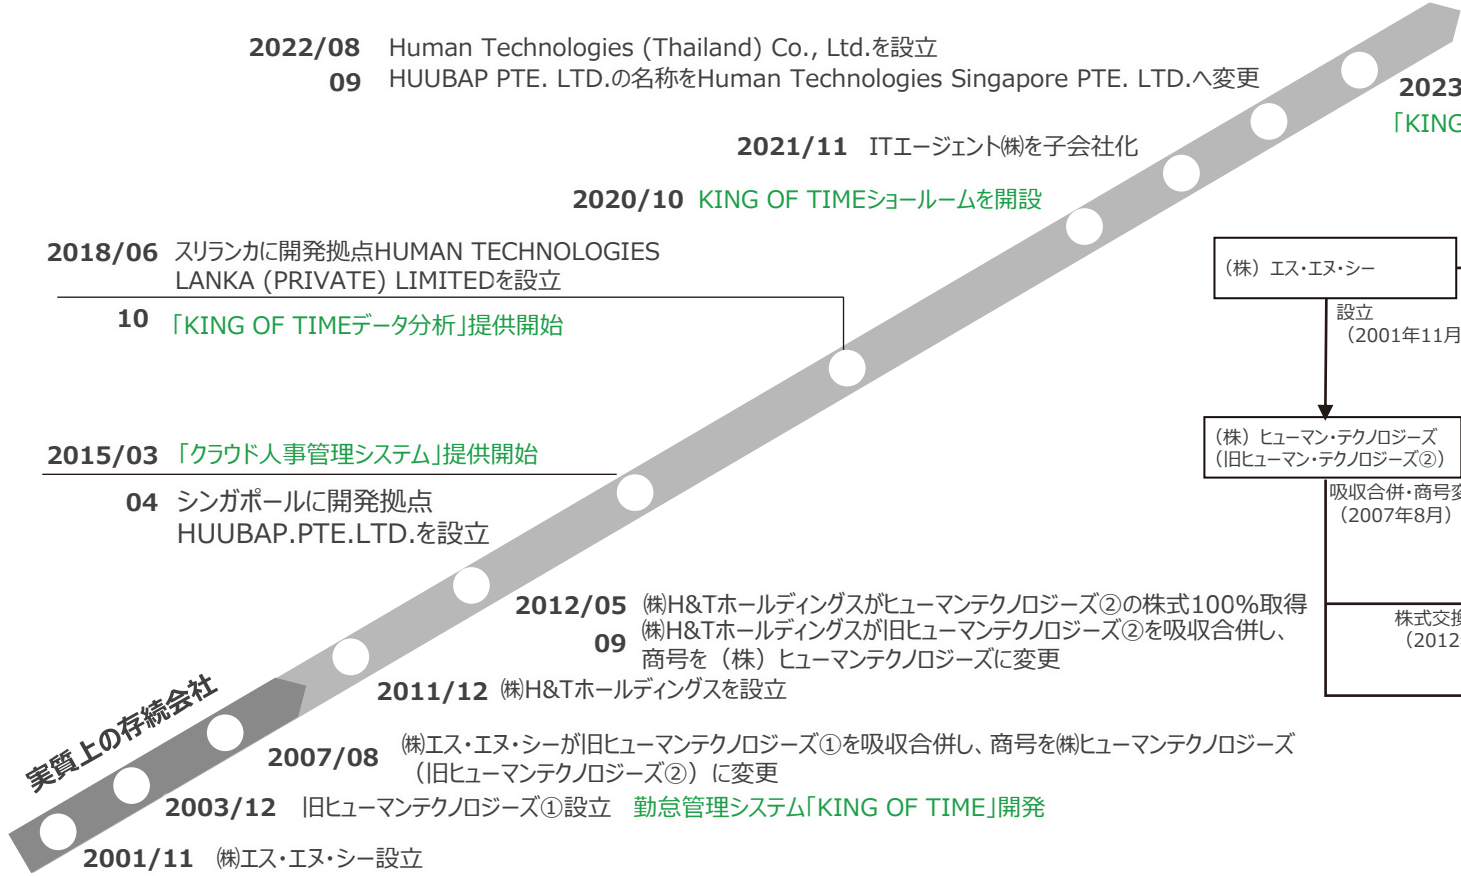 2022/08 Human Technologies (Thailand) Co., Ltd.を設立
09 HUUBAP PTE. LTD.の名称をHuman Technologies Singapore PTE. LTD.へ変更
2023
「KING
2021/11 ITエージェント㈱を子会社化
2020/10 KING OF TIMEショールームを開設
2018/06 スリランカに開発拠点HUMAN TECHNOLOGIES
LANKA (PRIVATE) LIMITEDを設立
10 「KING OF TIMEデータ分析」提供開始
2015/03 「クラウド人事管理システム」提供開始
04 シンガポールに開発拠点
HUUBAP.PTE.LTD.を設立
2012/05 ㈱H&Tホールディングスがヒューマンテクノロジーズ⓶の株式100%取得
09 ㈱H&Tホールディングスが旧ヒューマンテクノロジーズ②を吸収合併し、
商号を（株）ヒューマンテクノロジーズに変更
2011/12 ㈱H&Tホールディングスを設立
実質上の存続会社
2007/08 ㈱エス・エヌ・シーが旧ヒューマンテクノロジーズ①を吸収合併し、商号を㈱ヒューマンテクノロジーズ
（旧ヒューマンテクノロジーズ②）に変更
2003/12 旧ヒューマンテクノロジーズ①設立 勤怠管理システム「KING OF TIME」開発
2001/11 ㈱エス・エヌ・シー設立
（株）エス・エヌ・シー
設立
（2001年11月
（株）ヒューマン・テクノロジーズ
（旧ヒューマン・テクノロジーズ②）
吸収合併・商号変
（2007年8月）
株式交換
（2012